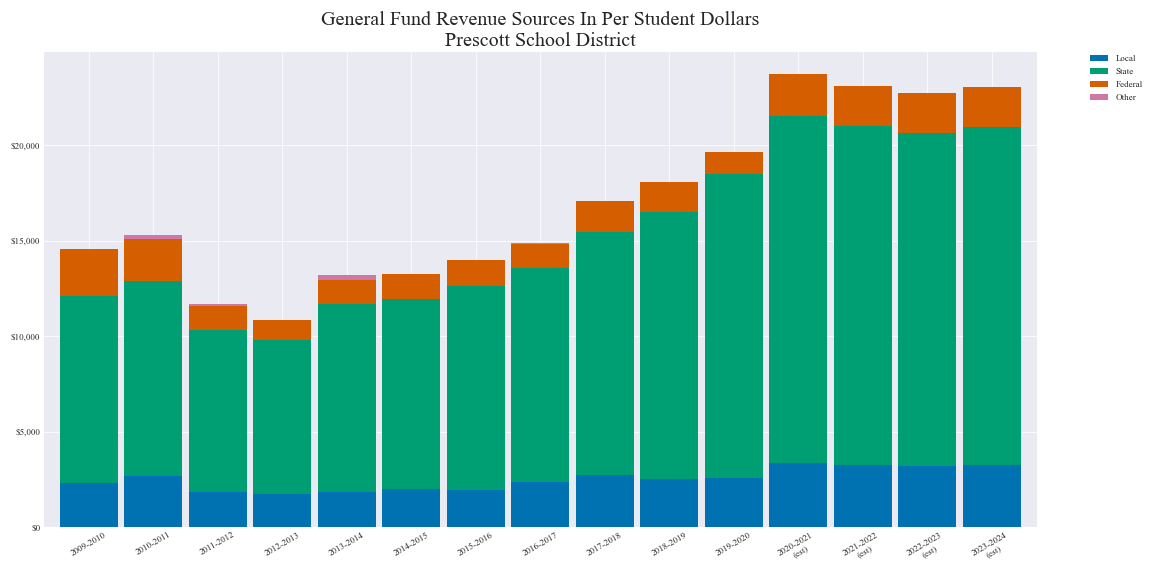 General Fund Revenue Sources In Per Student Dollars
Prescott School District
Local
State
Federal
Other
$20,000
$15,000
$10,000
$5,000
$0
2009-2010
2010-2011
2011-2012
2012-2013
2013-2014
2014-2015
2015-2016
2016-2017
2017-2018
2018-2019
2019-2020
2020-2021
(est)
2021-2022
(est)
2022-2023
(est)
2023-2024
(est)